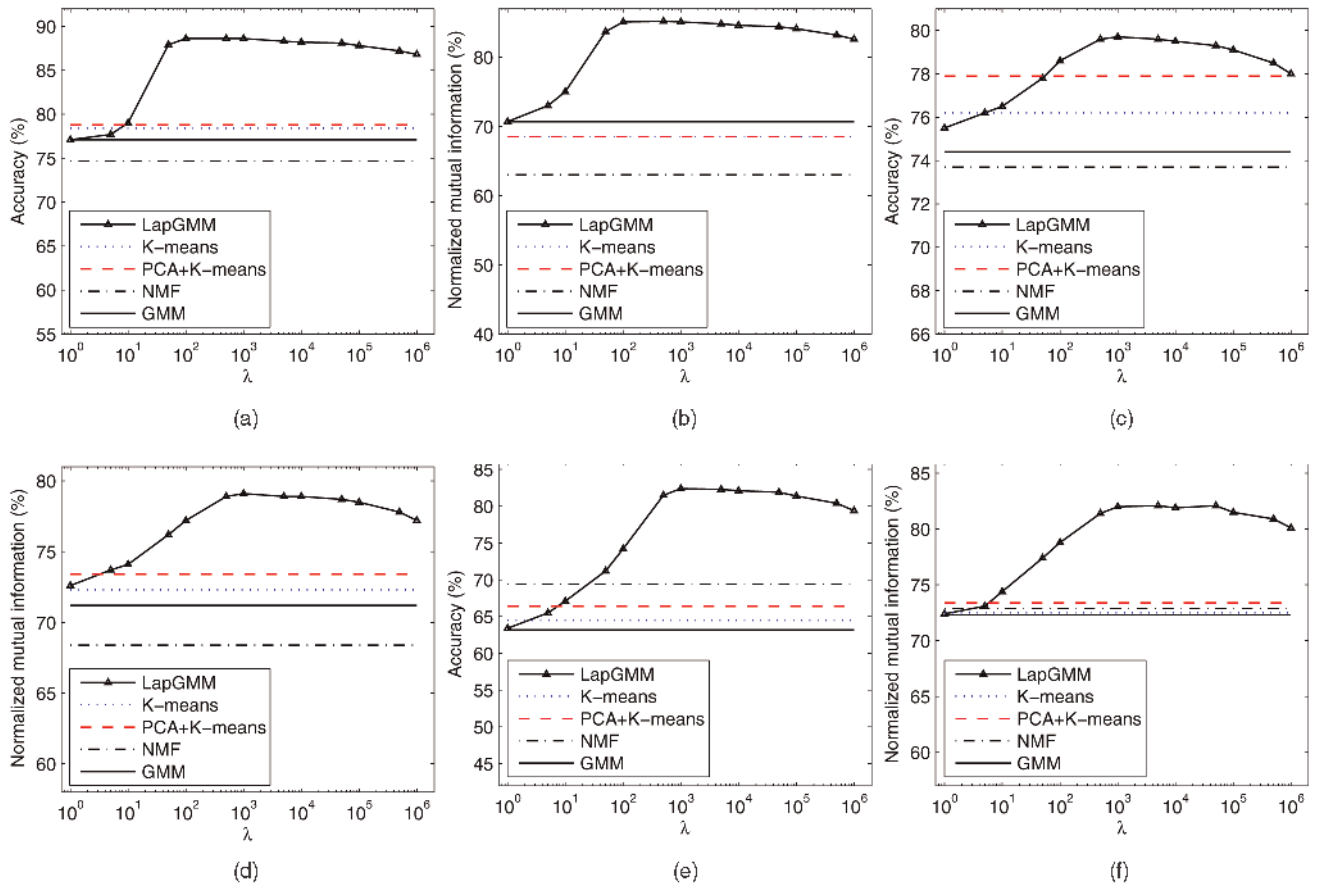 Accuracy (%)
90
85
80
75
70
65
60
55
LapGMM
K−means
PCA+K−means
NMF
GMM
10^0 10^1 10^2 10^3 10^4 10^5 10^6
λ
(a)
Normalized mutual information (%)
80
70
60
50
40
LapGMM
K−means
PCA+K−means
NMF
GMM
10^0 10^1 10^2 10^3 10^4 10^5 10^6
λ
(b)
Accuracy (%)
80
78
76
74
72
70
68
66
LapGMM
K−means
PCA+K−means
NMF
GMM
10^0 10^1 10^2 10^3 10^4 10^5 10^6
λ
(c)
Normalized mutual information (%)
80
75
70
65
60
LapGMM
K−means
PCA+K−means
NMF
GMM
10^0 10^1 10^2 10^3 10^4 10^5 10^6
λ
(d)
Accuracy (%)
85
80
75
70
65
60
55
50
45
LapGMM
K−means
PCA+K−means
NMF
GMM
10^0 10^1 10^2 10^3 10^4 10^5 10^6
λ
(e)
Normalized mutual information (%)
85
80
75
70
65
60
LapGMM
K−means
PCA+K−means
NMF
GMM
10^0 10^1 10^2 10^3 10^4 10^5 10^6
λ
(f)